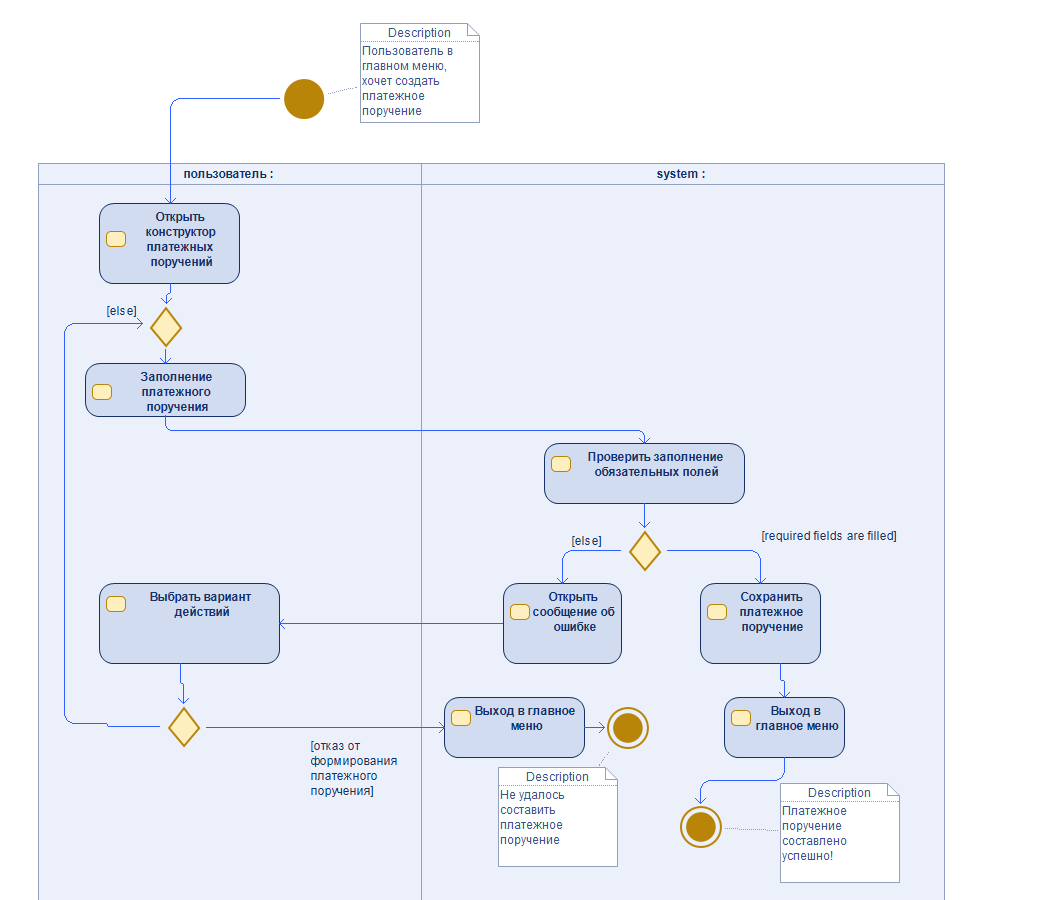 Description
Пользователь в
главном меню,
хочет создать
платежное
поручение
пользователь :
system :
Открыть
конструктор
платежных
поручений
[else]
Заполнение
платежного
поручения
Проверить заполнение
обязательных полей
[else]
[required fields are filled]
Выбрать вариант
действий
Открыть
сообщение об
ошибке
Сохранить
платежное
поручение
Выход в главное
меню
Выход в
главное меню
[отказ от
формирования
платежного
поручения]
Description
Не удалось
составить
платежное
поручение
Description
Платежное
поручение
составлено
успешно!